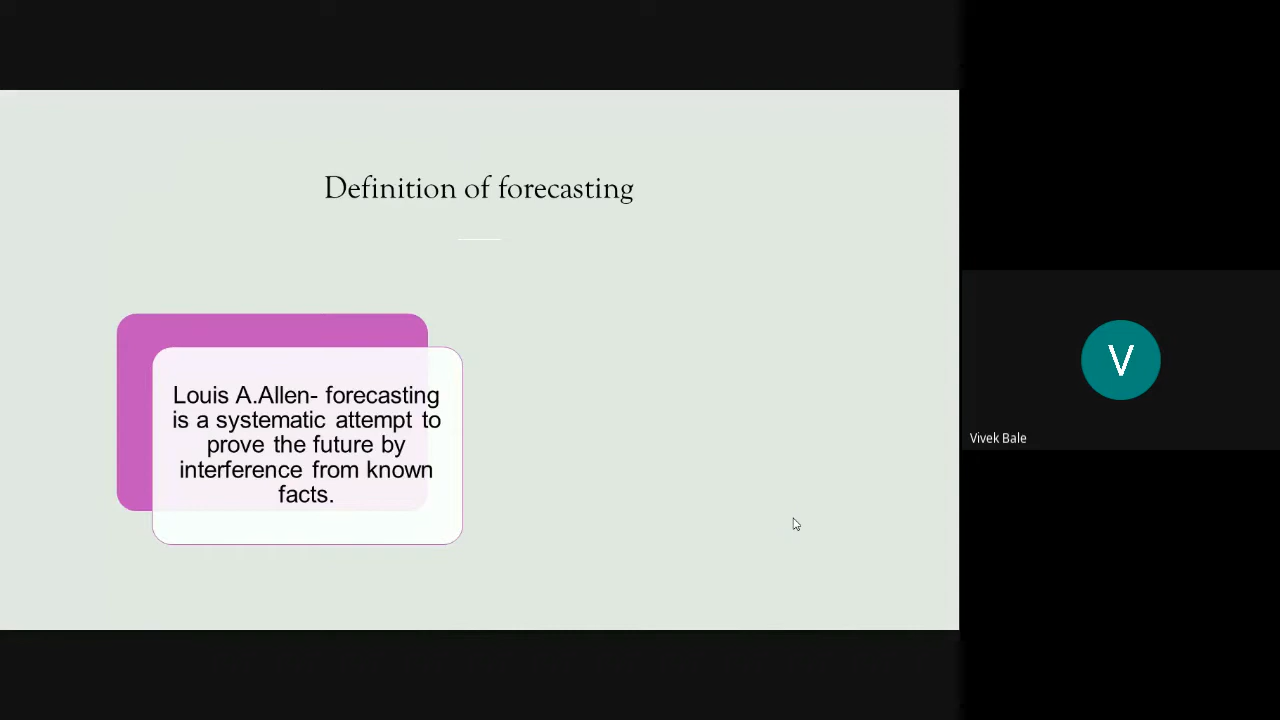 Definition of forecasting
Louis A.Allen- forecasting
is a systematic attempt to
prove the future by
interference from known
facts.
V
Vivek Bale